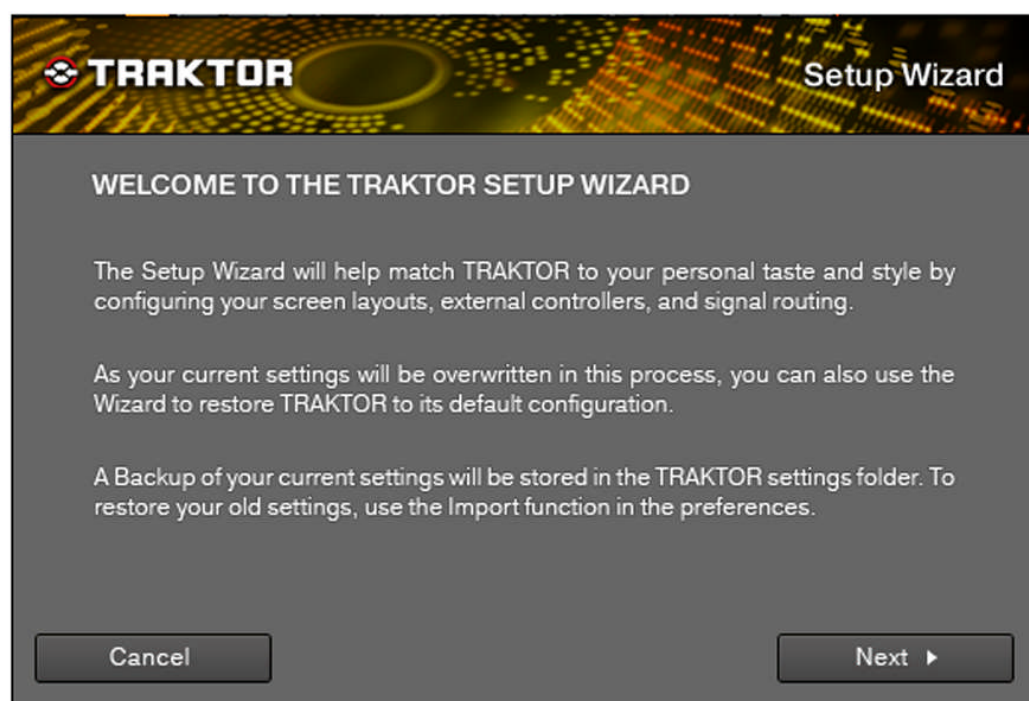 TRAKTOR
Setup Wizard
WELCOME TO THE TRAKTOR SETUP WIZARD
The Setup Wizard will help match TRAKTOR to your personal taste and style by
configuring your screen layouts, external controllers, and signal routing.
As your current settings will be overwritten in this process, you can also use the
Wizard to restore TRAKTOR to its default configuration.
A Backup of your current settings will be stored in the TRAKTOR settings folder. To
restore your old settings, use the Import function in the preferences.
Cancel
Next